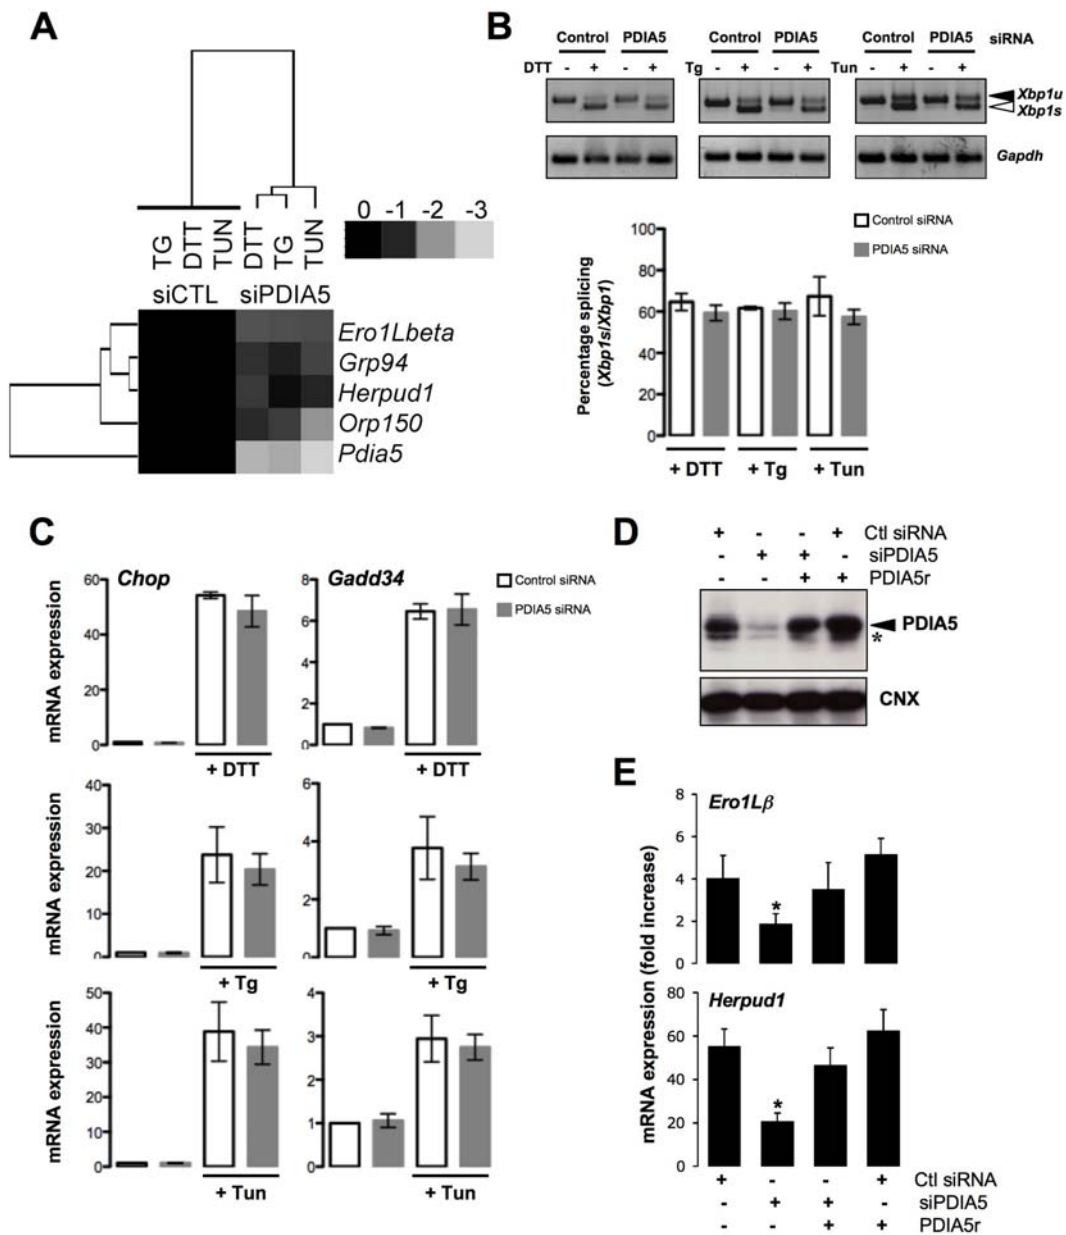 A
0 -1 -2 -3
TG DTT TUN DTT TG TUN
siCTL siPDIA5
Ero1Lbeta
Grp94
Herpud1
Orp150
Pdia5
B
Control PDIA5 Control PDIA5 Control PDIA5 siRNA
DTT - + - + Tg - + - + Tun - + - +
Xbp1u
Xbp1s
Gapdh
Control siRNA
PDIA5 siRNA
Percentage splicing
(Xbp1s/Xbp1)
100
80
60
40
20
0
+ DTT + Tg + Tun
C
Chop Gadd34
Control siRNA
PDIA5 siRNA
mRNA expression
60
40
20
0
8
6
4
2
0
+ DTT + DTT
mRNA expression
40
30
20
10
0
6
4
2
0
+ Tg + Tg
mRNA expression
50
40
30
20
10
0
4
3
2
1
0
+ Tun + Tun
D
+ - - + Ctl siRNA
- + + - siPDIA5
- - + + PDIA5r
PDIA5
*
CNX
E
mRNA expression (fold increase)
Ero1Lβ
8
6
4
2
0
*
Herpud1
80
60
40
20
0
*
+ - - + Ctl siRNA
- + + - siPDIA5
- - + + PDIA5r